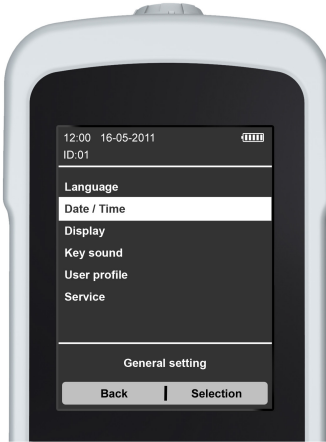 12:00 16-05-2011
ID:01
Language
Date / Time
Display
Key sound
User profile
Service
General setting
Back Selection